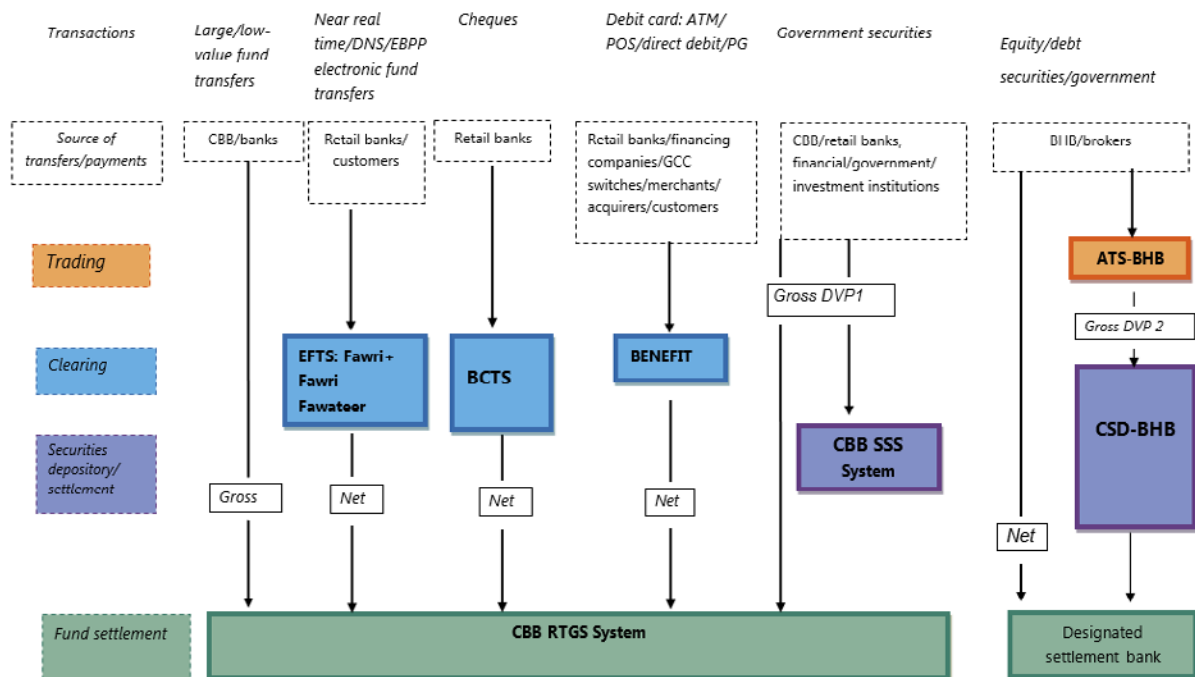 Transactions
Large/low-
value fund
transfers
Near real
time/DNS/EBPP
electronic fund
transfers
Cheques
Debit card: ATM/
POS/direct debit/PG
Government securities
Equity/debt
securities/government
Source of
transfers/payments
CBB/banks
Retail banks/
customers
Retail banks
Retail banks/financing
companies/GCC
switches/merchants/
acquirers/customers
CBB/retail banks,
financial/government/
investment institutions
BHB/brokers
Trading
ATS-BHB
Gross DVP1
Gross DVP 2
Clearing
EFTS: Fawri+
Fawri
Fawateer
BCTS
BENEFIT
CSD-BHB
Securities
depository/
settlement
CBB SSS
System
Gross
Net
Net
Net
Net
Fund settlement
CBB RTGS System
Designated
settlement bank